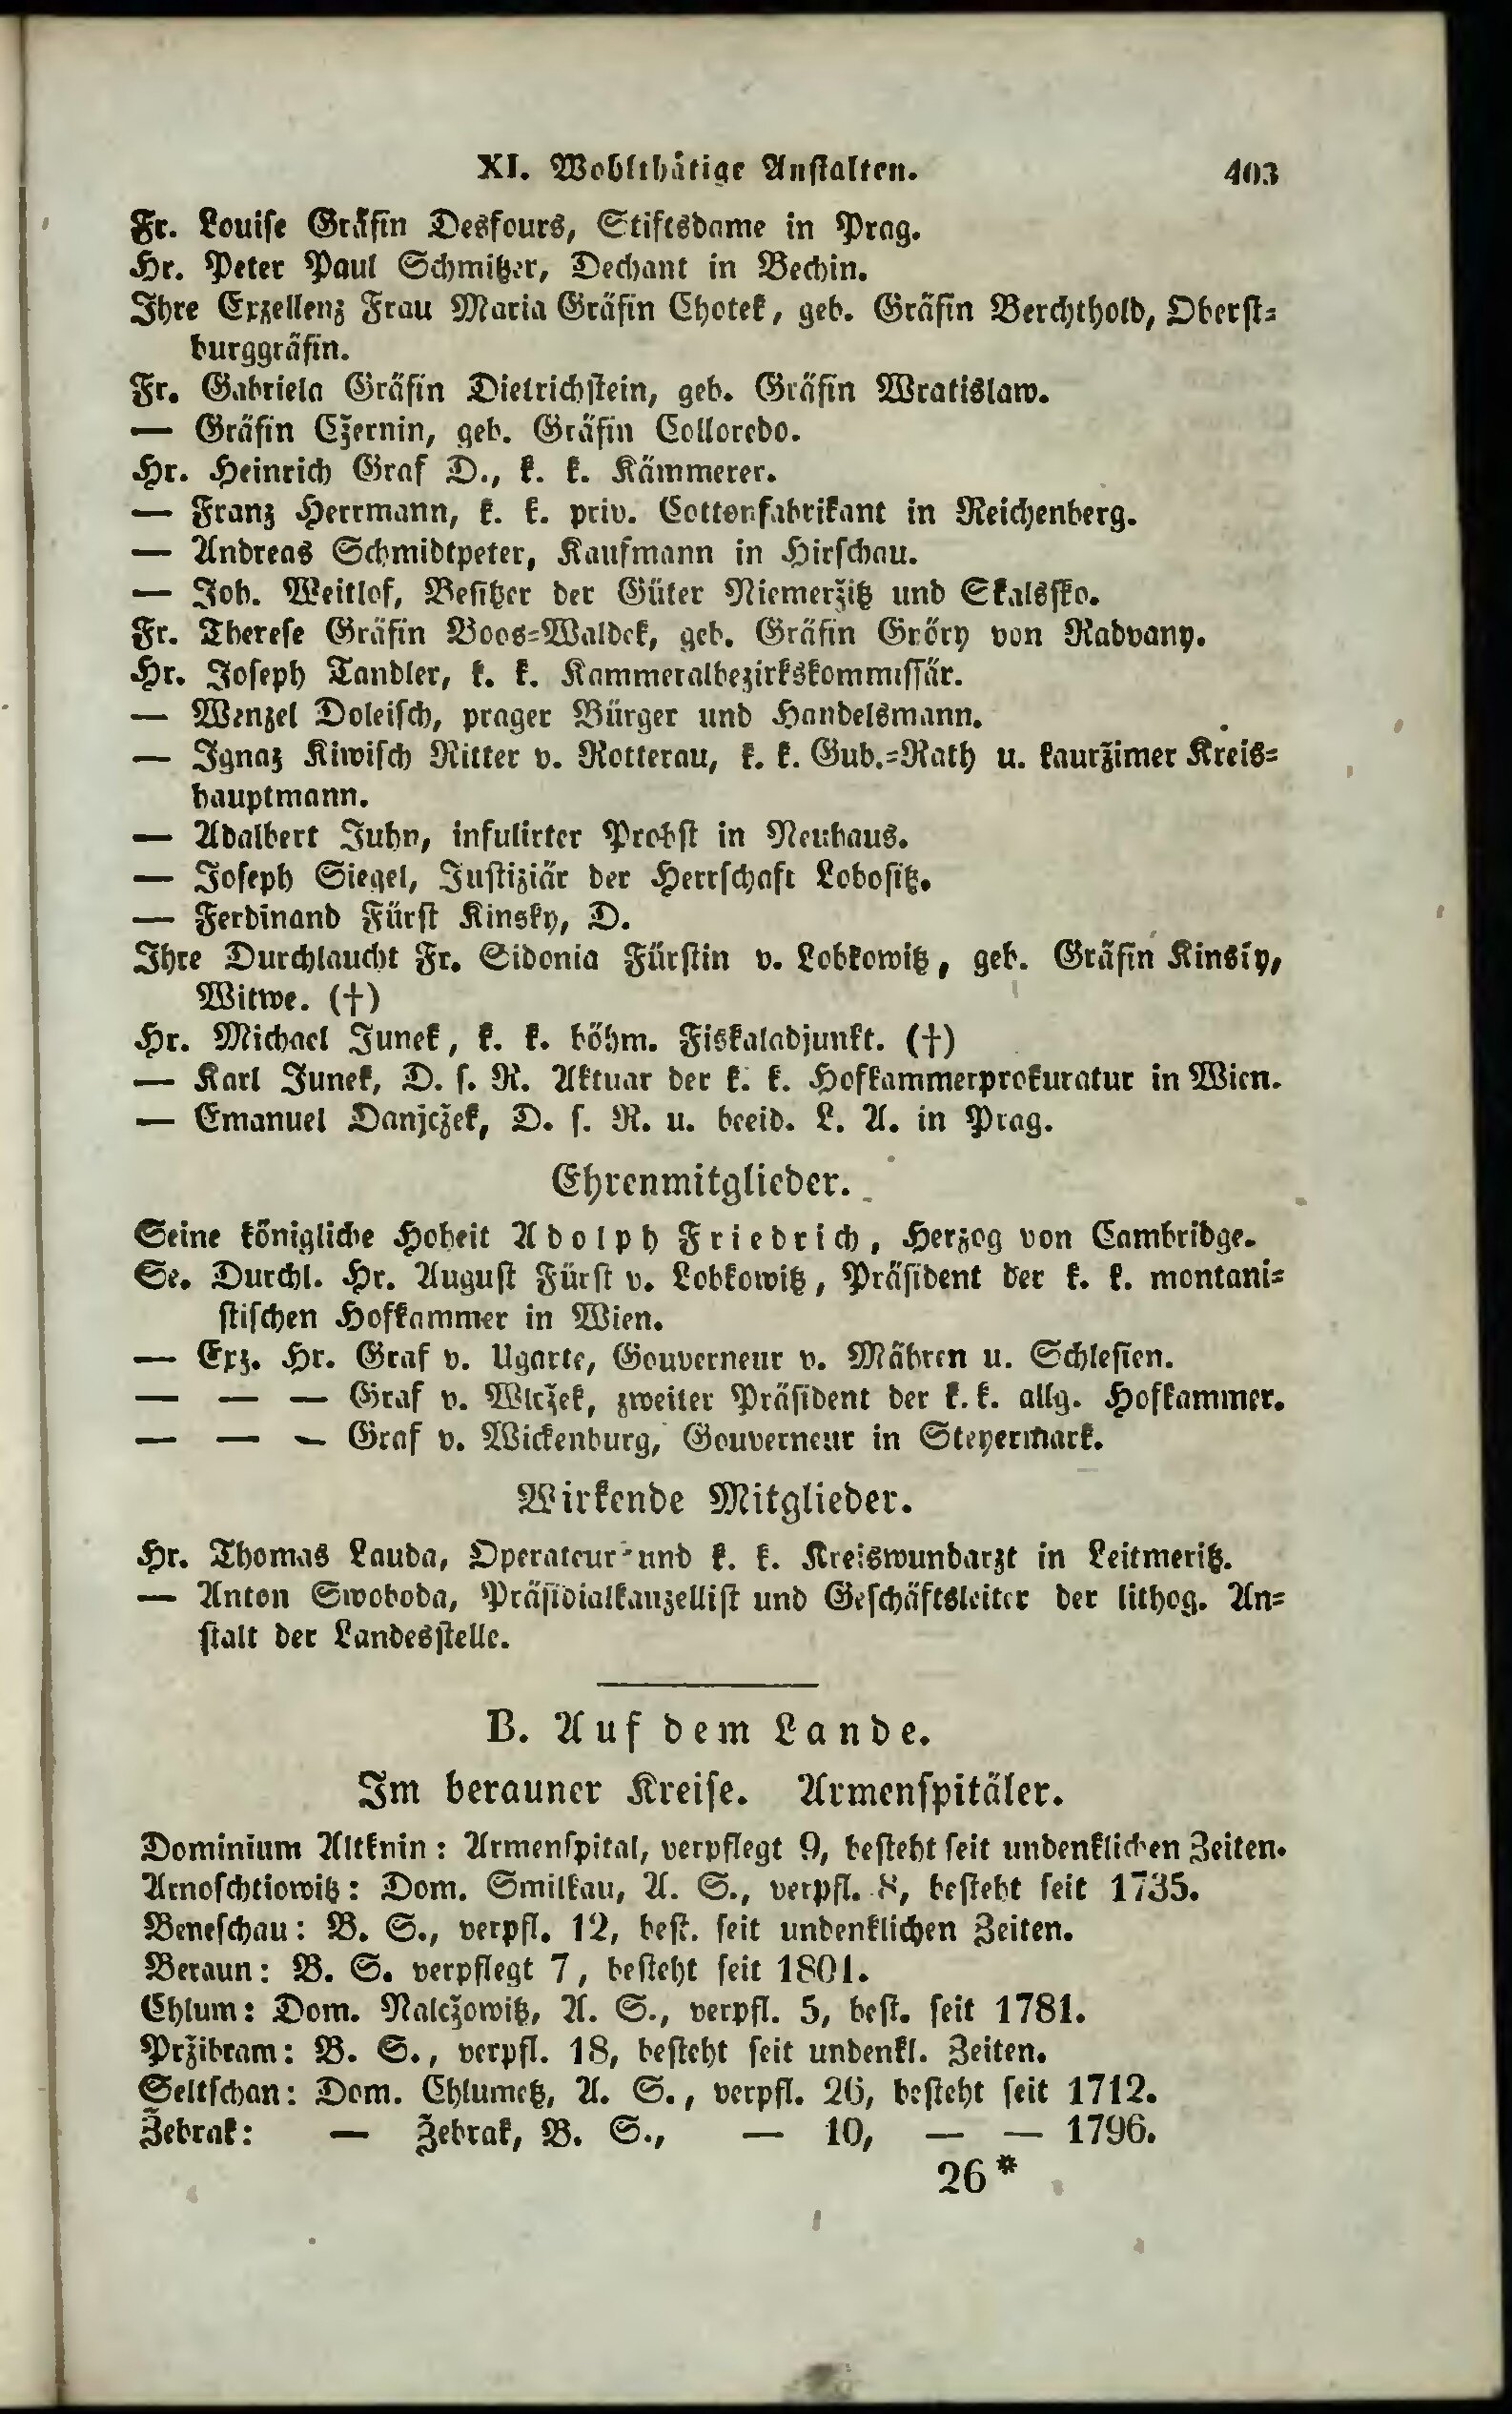 XI. Wohlthätige Anstalten. 403
Fr. Louise Gräfin Desfours, Stiftsdame in Prag.
Hr. Peter Paul Schmitzer, Dechant in Bechin.
Ihre Exzellenz Frau Maria Gräfin Chotek, geb. Gräfin Berchthold, Oberst-
burggräfin.
Fr. Gabriela Gräfin Dietrichstein, geb. Gräfin Wratislaw.
— Gräfin Cžernin, geb. Gräfin Colloredo.
Hr. Heinrich Graf D., k. k. Kämmerer.
— Franz Herrmann, k. k. priv. Cottonfabrikant in Reichenberg.
— Andreas Schmidtpeter, Kaufmann in Hirschau.
— Joh. Weitlof, Besitzer der Güter Niemeržitz und Skalsko.
Fr. Therese Gräfin Boos-Waldek, geb. Gräfin Gröry von Radvany.
Hr. Joseph Tandler, k. k. Kammeralbezirkskommissär.
— Wenzel Doleisch, prager Bürger und Handelsmann.
— Ignaz Kiwisch Ritter v. Rotterau, k. k. Gub.-Rath u. kauržimer Kreis-
hauptmann.
— Adalbert Juhn, infulirter Probst in Neuhaus.
— Joseph Siegel, Justiziär der Herrschaft Lobositz.
— Ferdinand Fürst Kinsky, D.
Ihre Durchlaucht Fr. Sidonia Fürstin v. Lobkowitz, geb. Gräfin Kinsky,
Witwe. (†)
Hr. Michael Junek, k. k. böhm. Fiskaladjunkt. (†)
— Karl Junek, D. s. R. Aktuar der k. k. Hofkammerprokuratur in Wien.
— Emanuel Danjcžek, D. s. R. u. beeid. L. A. in Prag.
Ehrenmitglieder.
Seine königliche Hoheit Adolph Friedrich, Herzog von Cambridge.
Se. Durchl. Hr. August Fürst v. Lobkowitz, Präsident der k. k. montani-
stischen Hofkammer in Wien.
— Exz. Hr. Graf v. Ugarte, Gouverneur v. Mähren u. Schlesien.
— — — Graf v. Wlcžek, zweiter Präsident der k. k. allg. Hofkammer.
— — — Graf v. Wickenburg, Gouverneur in Steyermark.
Wirkende Mitglieder.
Hr. Thomas Lauda, Operateur und k. k. Kreiswundarzt in Leitmeritz.
— Anton Swoboda, Präsidialkanzellist und Geschäftsleiter der lithog. An-
stalt der Landesstelle.
B. Auf dem Lande.
Im berauner Kreise. Armenspitäler.
Dominium Altknin: Armenspital, verpflegt 9, besteht seit undenklichen Zeiten.
Arnoschtiowitz: Dom. Smilkau, A. S., verpfl. 8, besteht seit 1735.
Beneschau: B. S., verpfl. 12, best. seit undenklichen Zeiten.
Beraun: B. S. verpflegt 7, besteht seit 1801.
Chlum: Dom. Nalcžowitz, A. S., verpfl. 5, best. seit 1781.
Pržibram: B. S., verpfl. 18, besteht seit undenkl. Zeiten.
Seltschan: Dom. Chlumetz, A. S., verpfl. 26, besteht seit 1712.
Žebrak: — Žebrak, B. S., — 10, — — 1796.
26*